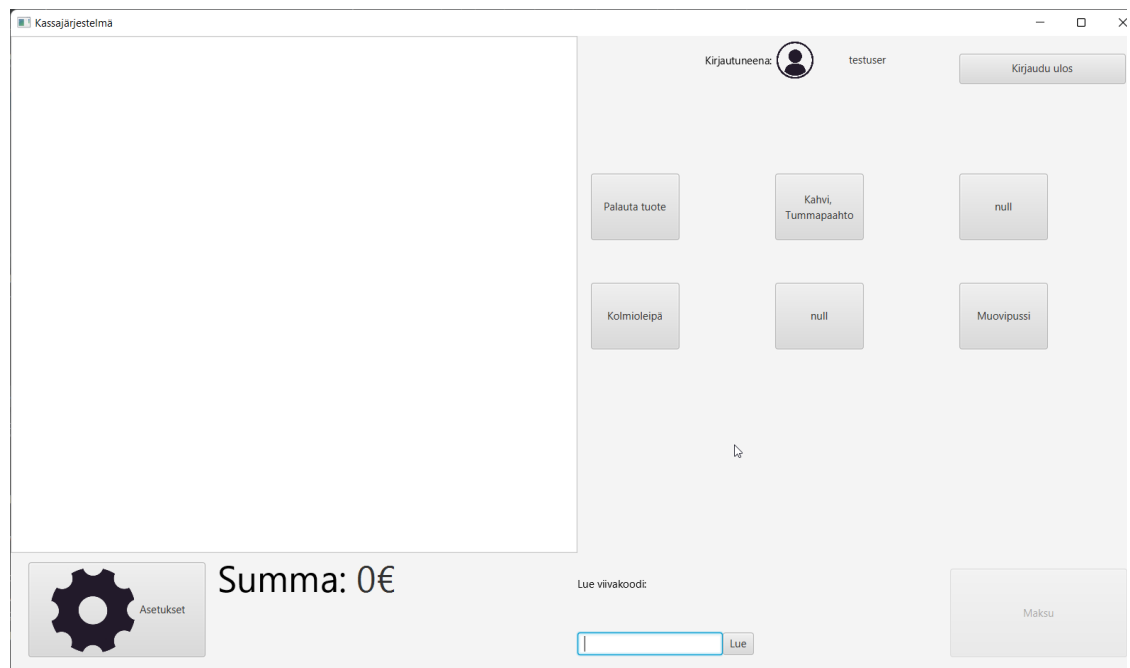 Kassajärjestelmä
Kirjautuneena:
testuser
Kirjaudu ulos
Palauta tuote
Kahvi,
Tummapaahto
null
Kolmioleipä
null
Muovipussi
Asetukset
Summa: 0€
Lue viivakoodi:
Lue
Maksu